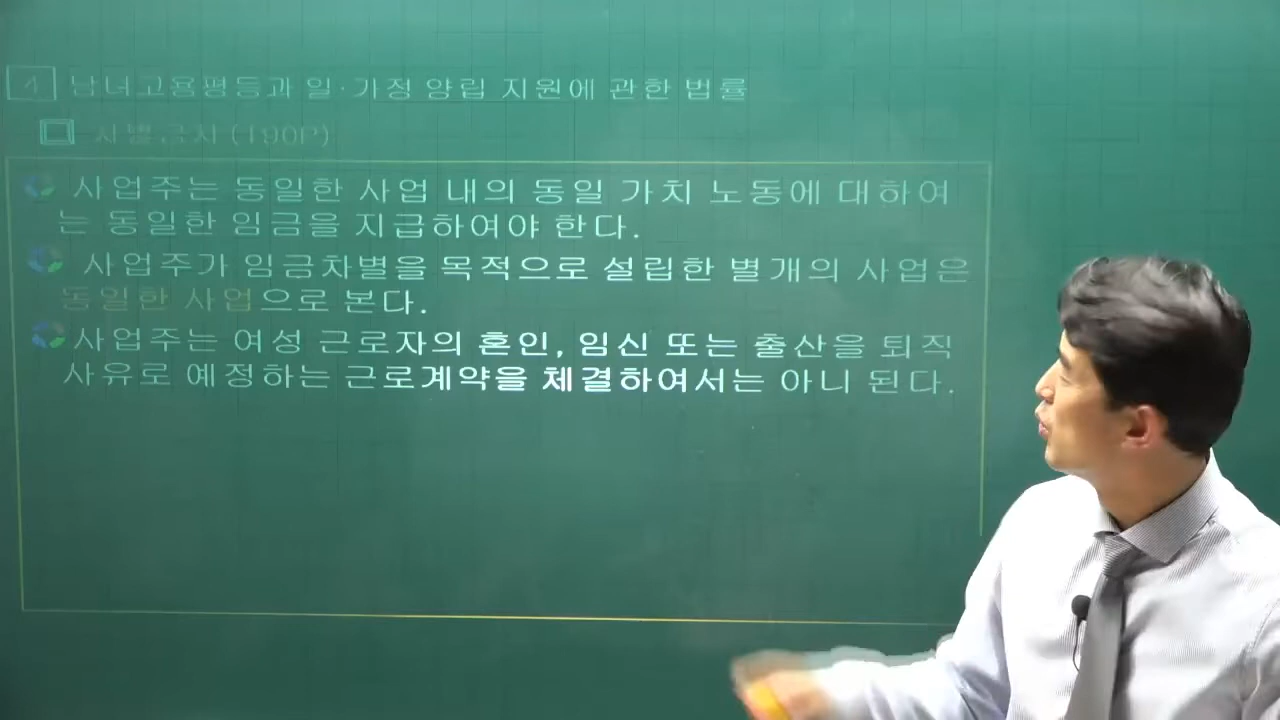 4 남녀고용평등과 일·가정 양립 지원에 관한 법률
차별금지 (190P)
사업주는 동일한 사업 내의 동일 가치 노동에 대하여
는 동일한 임금을 지급하여야 한다.
사업주가 임금차별을 목적으로 설립한 별개의 사업은
동일한 사업으로 본다.
사업주는 여성 근로자의 혼인, 임신 또는 출산을 퇴직
사유로 예정하는 근로계약을 체결하여서는 아니 된다.